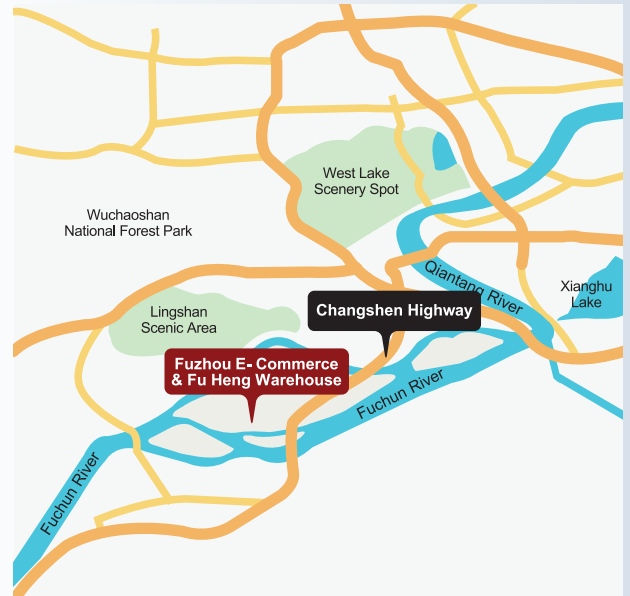 West Lake
Scenery Spot
Wuchaoshan
National Forest Park
Qiantang River
Xianghu
Lake
Lingshan
Scenic Area
Changshen Highway
Fuzhou E- Commerce
& Fu Heng Warehouse
Fuchun River
Fuchun River